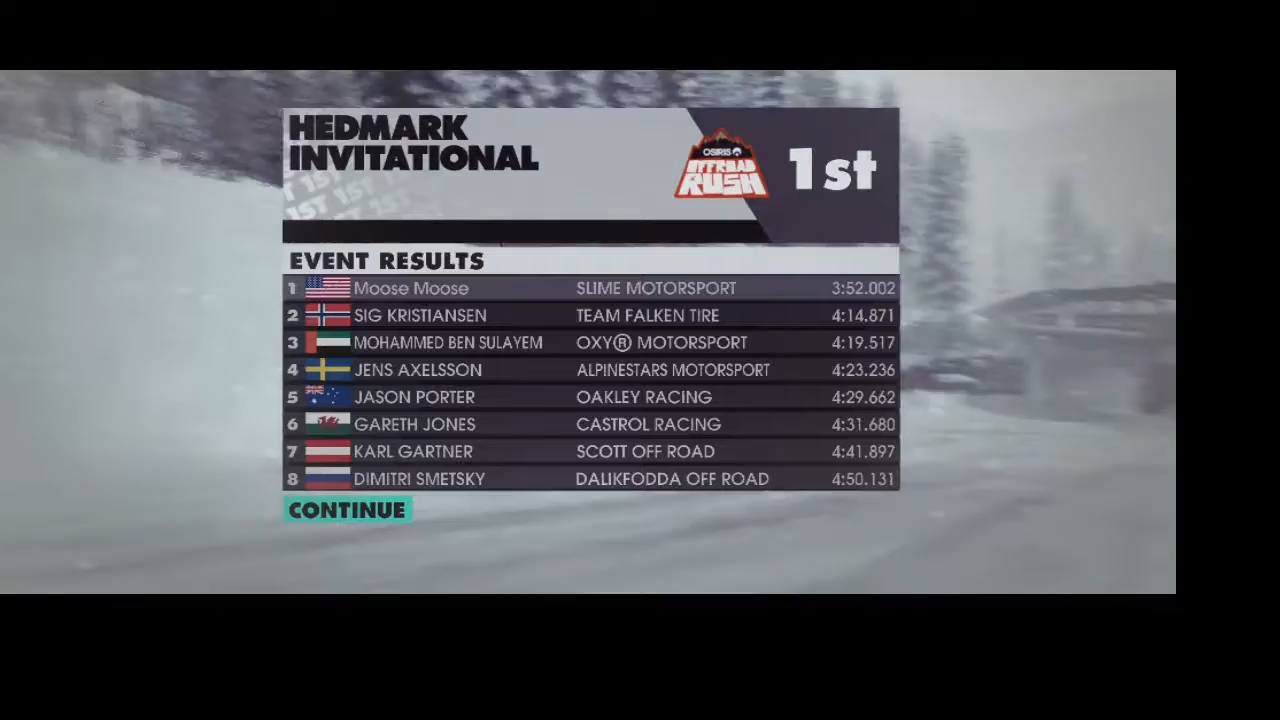 HEDMARK
INVITATIONAL
OSIRIS
OFFROAD
RUSH
1st
1ST 1ST
1ST 1ST
EVENT RESULTS
1 Moose Moose SLIME MOTORSPORT 3:52.002
2 SIG KRISTIANSEN TEAM FALKEN TIRE 4:14.871
3 MOHAMMED BEN SULAYEM OXY® MOTORSPORT 4:19.517
4 JENS AXELSSON ALPINESTARS MOTORSPORT 4:23.236
5 JASON PORTER OAKLEY RACING 4:29.662
6 GARETH JONES CASTROL RACING 4:31.680
7 KARL GARTNER SCOTT OFF ROAD 4:41.897
8 DIMITRI SMETSKY DALIKFODDA OFF ROAD 4:50.131
CONTINUE